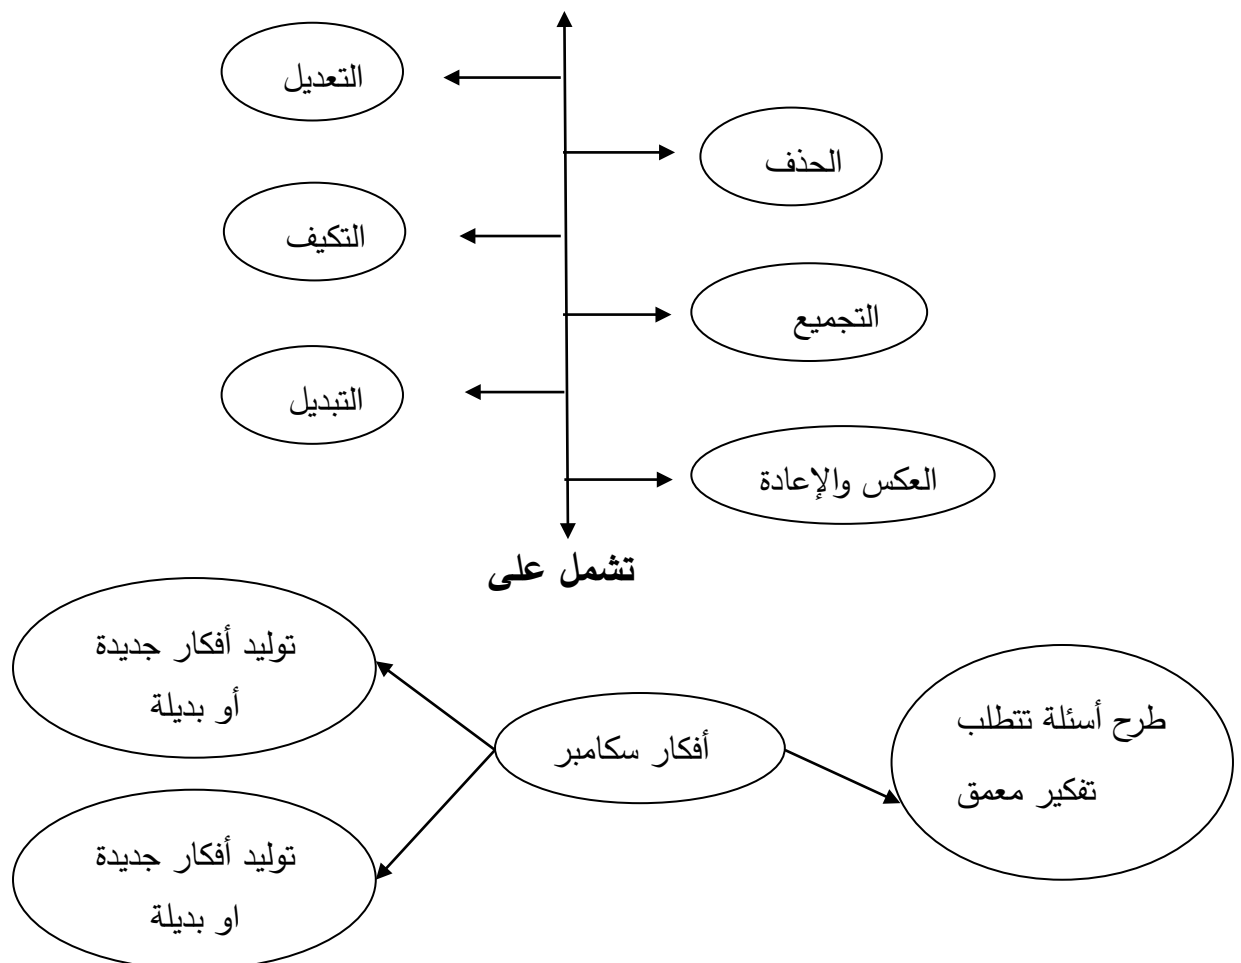 التعديل
الحذف
التكيف
التجميع
التبديل
العكس والإعادة
تشمل على
طرح أسئلة تتطلب
تفكير معمق
أفكار سكامبر
توليد أفكار جديدة
أو بديلة
توليد أفكار جديدة
او بديلة